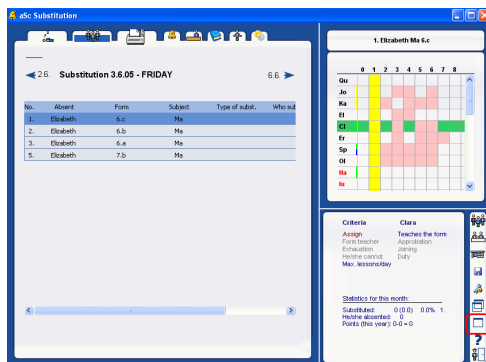 aSc Substitution
2.6. Substitution 3.6.05 - FRIDAY 6.6.
No. Absent Form Subject Type of subst. Who sub
1. Elizabeth 6.c Ma
2. Elizabeth 6.b Ma
3. Elizabeth 6.a Ma
5. Elizabeth 7.b Ma
1. Elizabeth Ma 6.c
0 1 2 3 4 5 6 7 8
Qu
Jo
Ka
El
Cl
Er
Sp
Ol
Ha
In
Criteria Clara
Assign Teaches the form
Form teacher Approbation
Exhaustion Joining
He/she cannot Duty
Max. lessons/day
Statistics for this month:
Substituted: 0 (0.0) 0.0% 1.
He/she absented: 0
Points (this year): 0-0 = 0